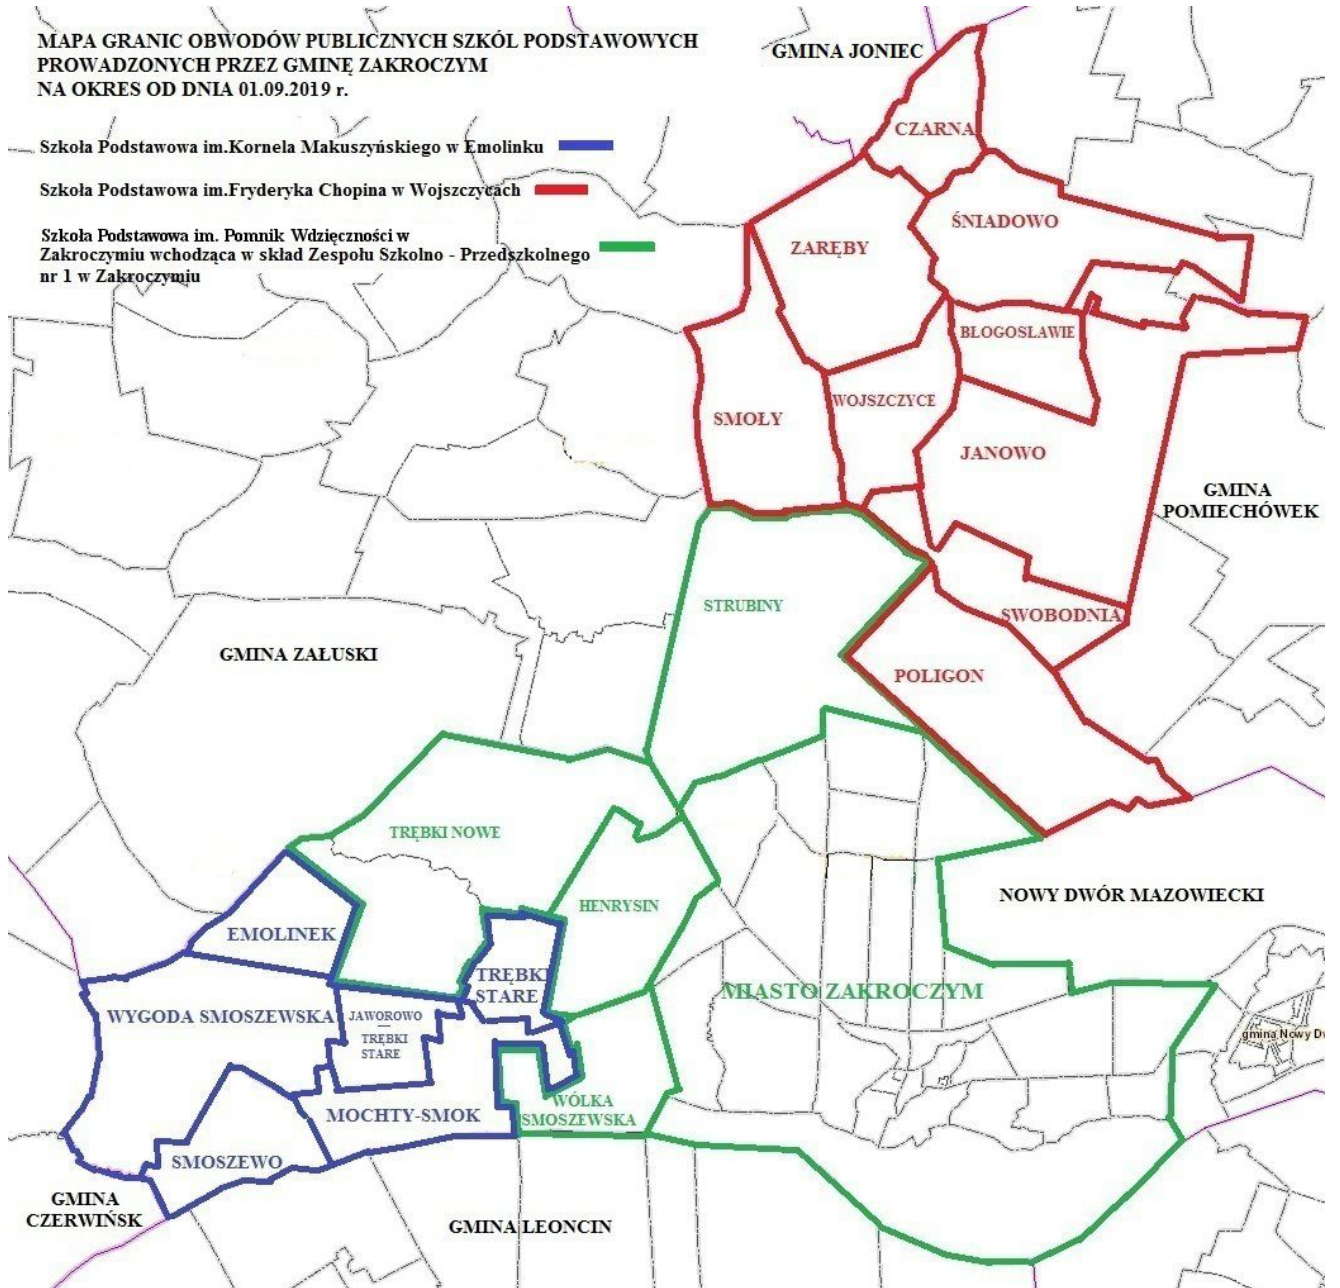 MAPA GRANIC OBWODÓW PUBLICZNYCH SZKÓL PODSTAWOWYCH
PROWADZONYCH PRZEZ GMINĘ ZAKROCZYM
NA OKRES OD DNIA 01.09.2019 r.
Szkoła Podstawowa im.Kornela Makuszyńskiego w Emolinku
Szkoła Podstawowa im.Fryderyka Chopina w Wojszczycach
Szkoła Podstawowa im. Pomnik Wdzięczności w
Zakroczymiu wchodząca w skład Zespołu Szkolno - Przedszkolnego
nr 1 w Zakroczymiu
GMINA JONIEC
CZARNA
ŚNIADOWO
ZARĘBY
BŁOGOSLAWIE
WOJSZCZYCE
SMOŁY
JANOWO
GMINA
POMIECHÓWEK
STRUBINY
SWOBODNIA
GMINA ZAŁUSKI
POLIGON
TRĘBKI NOWE
NOWY DWÓR MAZOWIECKI
HENRYSIN
EMOLINEK
TRĘBKI
STARE
MIASTO ZAKROCZYM
WYGODA SMOSZEWSKA
JAWOROWO
—
TRĘBKI
STARE
gmina Nowy Dw
WÓLKA
SMOSZEWSKA
MOCHTY-SMOK
SMOSZEWO
GMINA
CZERWIŃSK
GMINA LEONCIN